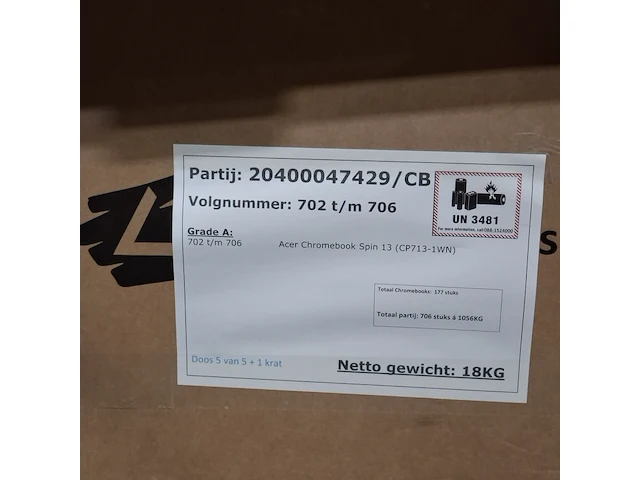 Partij: 20400047429/CB
Volgnummer: 702 t/m 706
UN 3481
Grade A:
702 t/m 706 Acer Chromebook Spin 13 (CP713-1WN)
Totaal Chromebooks: 177 stuks
Totaal partij: 706 stuks á 1056KG
Doos 5 van 5 + 1 krat
Netto gewicht: 18KG